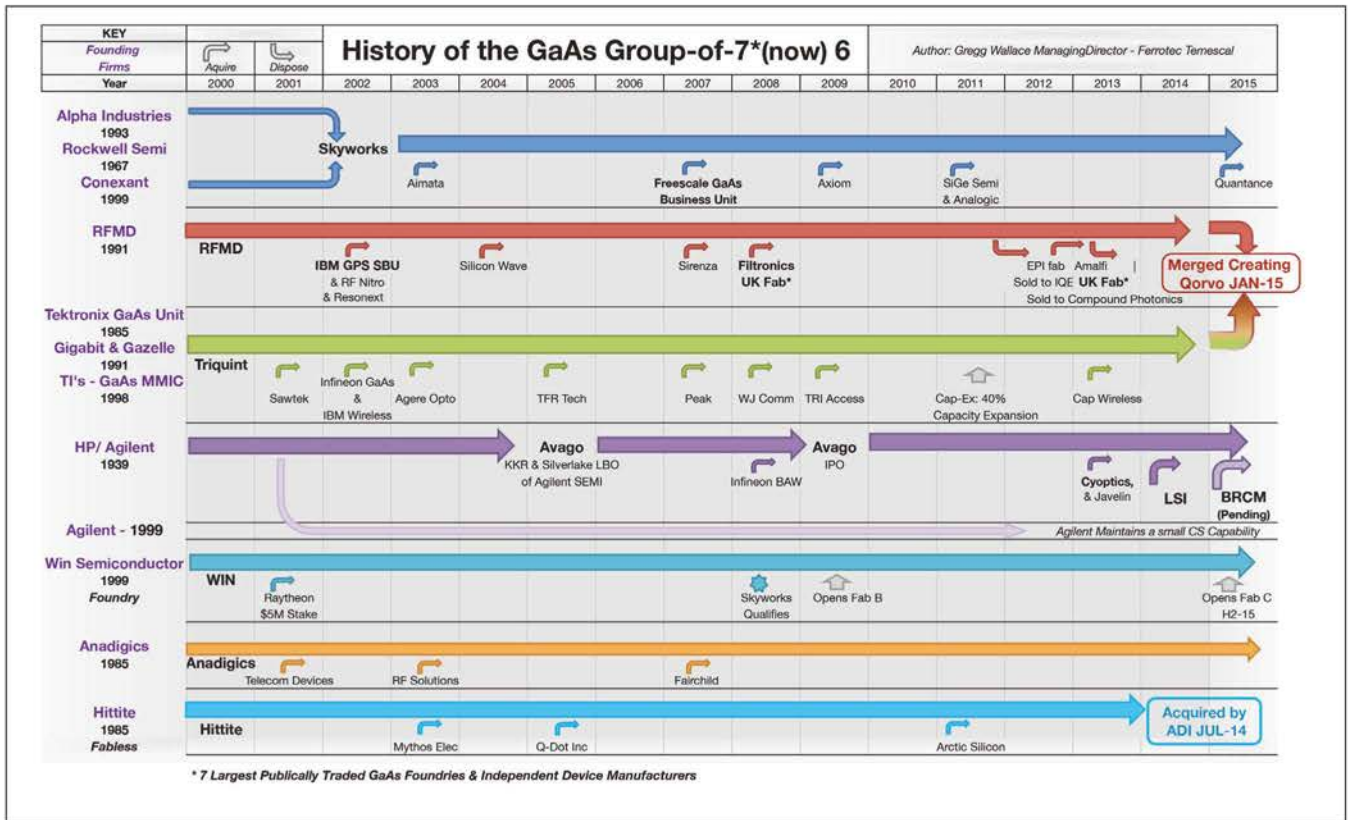 KEY
Founding
Firms
Aquire
Dispose
History of the GaAs Group-of-7*(now) 6
Author: Gregg Wallace ManagingDirector - Ferrotec Temescal
Year 2000 2001 2002 2003 2004 2005 2006 2007 2008 2009 2010 2011 2012 2013 2014 2015
Alpha Industries
1993
Rockwell Semi
1967
Conexant
1999
Skyworks
Aimata
Freescale GaAs
Business Unit
Axiom
SiGe Semi
& Analogic
Quantance
RFMD
1991
RFMD
IBM GPS SBU
& RF Nitro
& Resonext
Silicon Wave
Sirenza
Filtronics
UK Fab*
EPI fab
Sold to IQE
Amalfi |
UK Fab*
Sold to Compound Photonics
Merged Creating
Qorvo JAN-15
Tektronix GaAs Unit
1985
Gigabit & Gazelle
1991
TI's - GaAs MMIC
1998
Triquint
Sawtek
Infineon GaAs
&
IBM Wireless
Agere Opto
TFR Tech
Peak
WJ Comm
TRI Access
Cap-Ex: 40%
Capacity Expansion
Cap Wireless
HP/ Agilent
1939
Avago
KKR & Silverlake LBO
of Agilent SEMI
Infineon BAW
Avago
IPO
Cyoptics,
& Javelin
LSI
BRCM
(Pending)
Agilent - 1999
Agilent Maintains a small CS Capability
Win Semiconductor
1999
Foundry
WIN
Raytheon
$5M Stake
Skyworks
Qualifies
Opens Fab B
Opens Fab C
H2-15
Anadigics
1985
Anadigics
Telecom Devices
RF Solutions
Fairchild
Hittite
1985
Fabless
Hittite
Mythos Elec
Q-Dot Inc
Arctic Silicon
Acquired by
ADI JUL-14
* 7 Largest Publically Traded GaAs Foundries & Independent Device Manufacturers